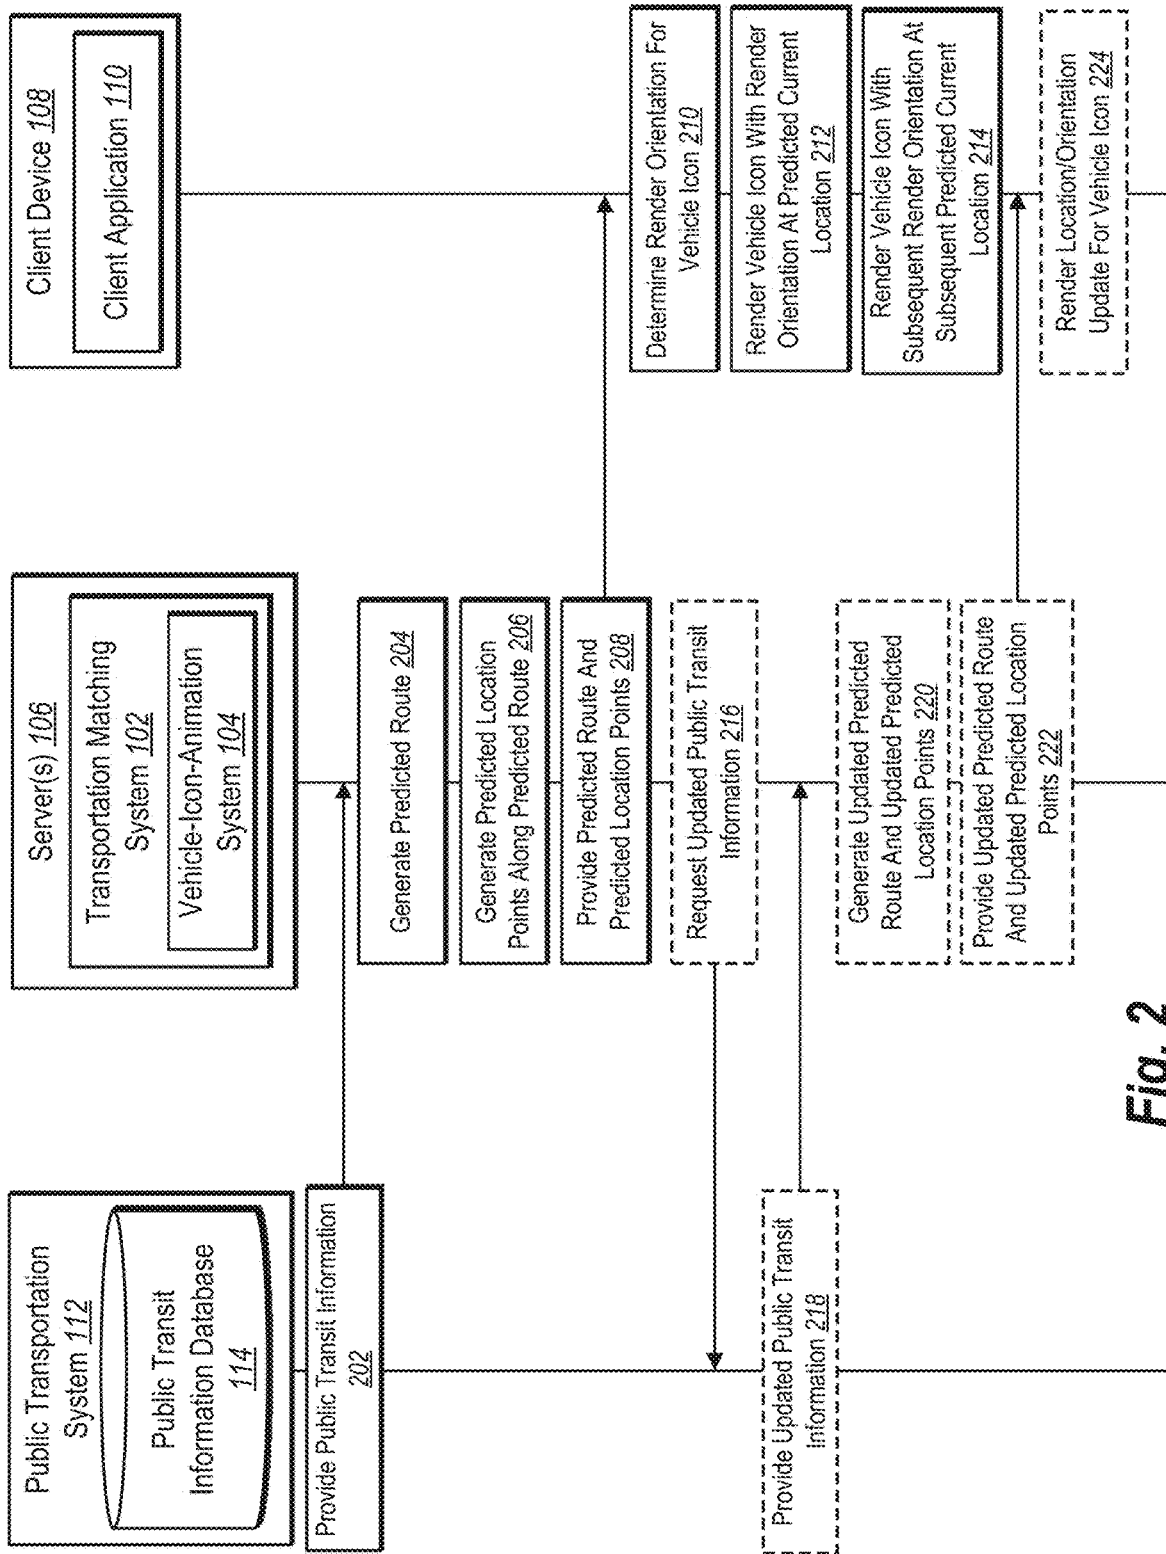 Public Transportation
System 112
Public Transit
Information Database
114
Provide Public Transit Information
202
Provide Updated Public Transit
Information 218
Server(s) 106
Transportation Matching
System 102
Vehicle-Icon-Animation
System 104
Generate Predicted Route 204
Generate Predicted Location
Points Along Predicted Route 206
Provide Predicted Route And
Predicted Location Points 208
Request Updated Public Transit
Information 216
Generate Updated Predicted
Route And Updated Predicted
Location Points 220
Provide Updated Predicted Route
And Updated Predicted Location
Points 222
Client Device 108
Client Application 110
Determine Render Orientation For
Vehicle Icon 210
Render Vehicle Icon With Render
Orientation At Predicted Current
Location 212
Render Vehicle Icon With
Subsequent Render Orientation At
Subsequent Predicted Current
Location 214
Render Location/Orientation
Update For Vehicle Icon 224
Fig. 2